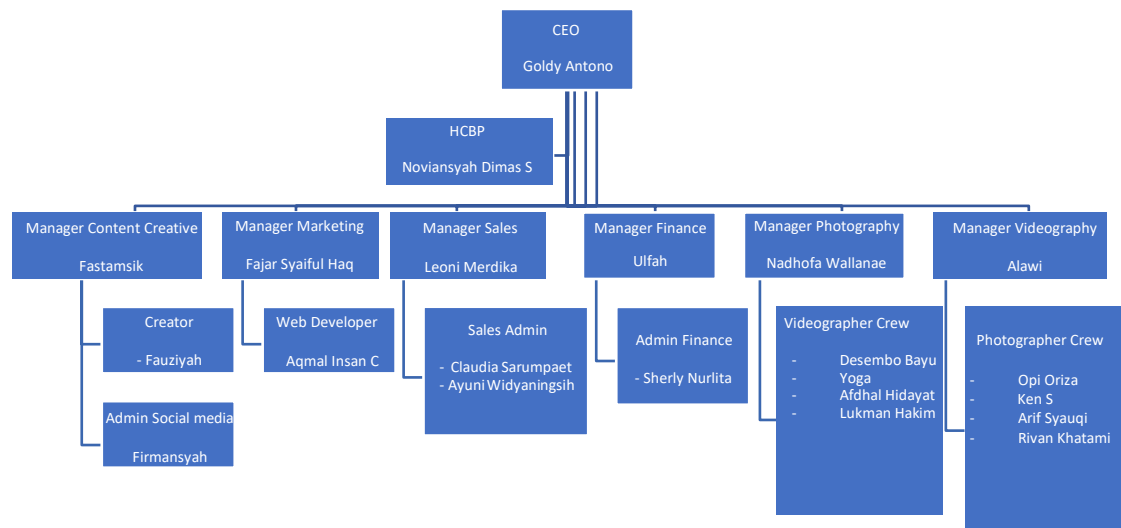 CEO
Goldy Antono
HCBP
Noviansyah Dimas S
Manager Content Creative
Fastamsik
Manager Marketing
Fajar Syaiful Haq
Manager Sales
Leoni Merdika
Manager Finance
Ulfah
Manager Photography
Nadhofa Wallanae
Manager Videography
Alawi
Creator
- Fauziyah
Admin Social media
Firmansyah
Web Developer
Aqmal Insan C
Sales Admin
- Claudia Sarumpaet
- Ayuni Widyaningsih
Admin Finance
- Sherly Nurlita
Videographer Crew
- Desembo Bayu
- Yoga
- Afdhal Hidayat
- Lukman Hakim
Photographer Crew
- Opi Oriza
- Ken S
- Arif Syauqi
- Rivan Khatami